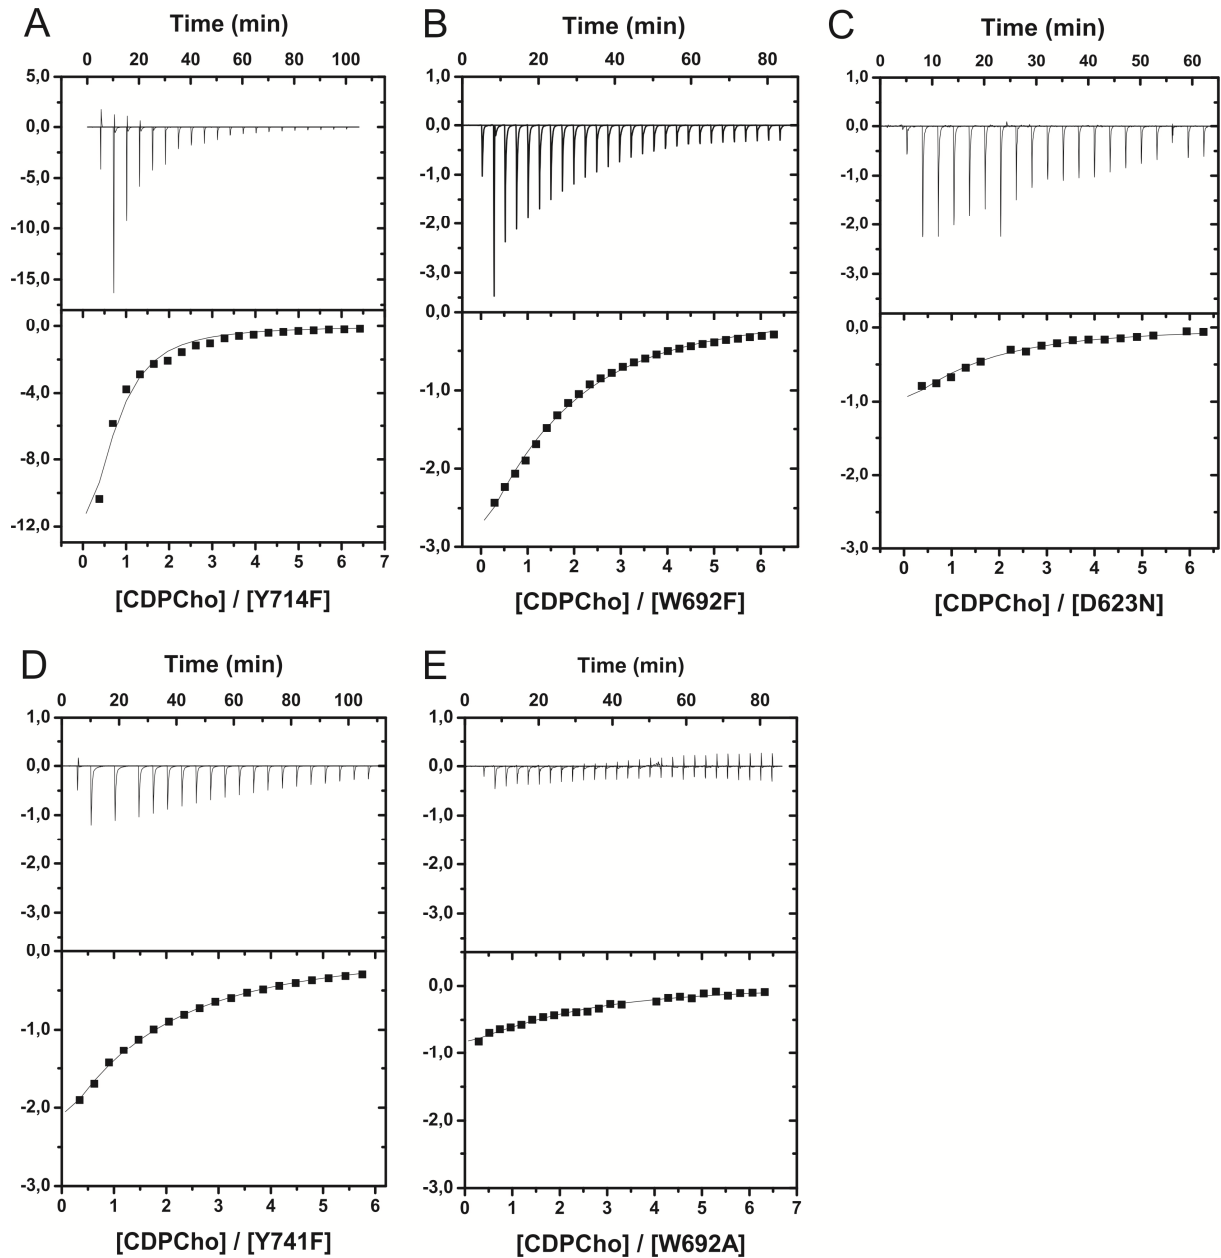 A B C
Time (min) Time (min) Time (min)
0 20 40 60 80 100 0 20 40 60 80 0 10 20 30 40 50 60
5,0 1,0 1,0
0,0 0,0 0,0
-5,0 -1,0 -1,0
-10,0 -2,0 -2,0
-15,0 -3,0 -3,0
0,0 0,0 0,0
-4,0 -1,0 -1,0
-8,0 -2,0 -2,0
-12,0 -3,0 -3,0
0 1 2 3 4 5 6 7 0 1 2 3 4 5 6 0 1 2 3 4 5 6
[CDPCho] / [Y714F] [CDPCho] / [W692F] [CDPCho] / [D623N]
D E
Time (min) Time (min)
0 20 40 60 80 100 0 20 40 60 80
1,0 1,0
0,0 0,0
-1,0 -1,0
-2,0 -2,0
-3,0 -3,0
0,0 0,0
-1,0 -1,0
-2,0 -2,0
-3,0 -3,0
0 1 2 3 4 5 6 0 1 2 3 4 5 6 7
[CDPCho] / [Y741F] [CDPCho] / [W692A]